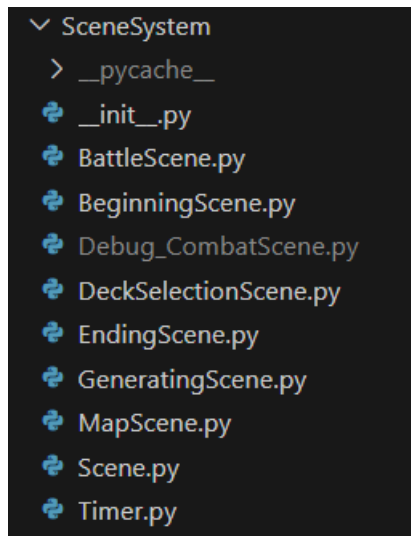 SceneSystem
__pycache__
__init__.py
BattleScene.py
BeginningScene.py
Debug_CombatScene.py
DeckSelectionScene.py
EndingScene.py
GeneratingScene.py
MapScene.py
Scene.py
Timer.py